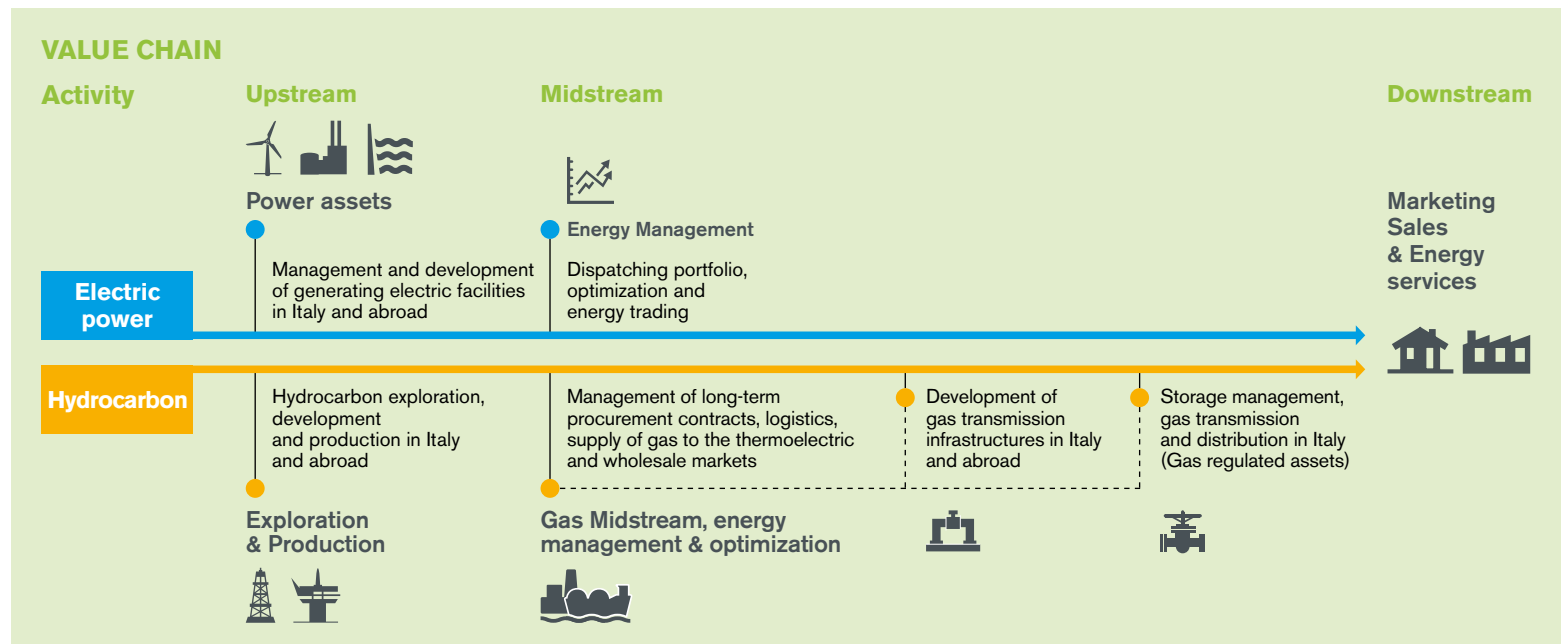 VALUE CHAIN
Activity
Upstream
Midstream
Downstream
Power assets
Energy Management
Marketing
Sales
& Energy
services
Electric
power
Management and development
of generating electric facilities
in Italy and abroad
Dispatching portfolio,
optimization and
energy trading
Hydrocarbon
Hydrocarbon exploration,
development
and production in Italy
and abroad
Management of long-term
procurement contracts, logistics,
supply of gas to the thermoelectric
and wholesale markets
Development of
gas transmission
infrastructures in Italy
and abroad
Storage management,
gas transmission
and distribution in Italy
(Gas regulated assets)
Exploration
& Production
Gas Midstream, energy
management & optimization